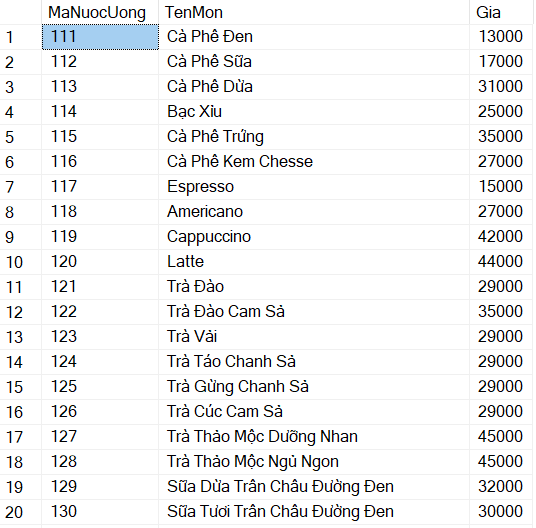 MaNuocUong TenMon Gia
1 111 Cà Phê Đen 13000
2 112 Cà Phê Sữa 17000
3 113 Cà Phê Dừa 31000
4 114 Bạc Xỉu 25000
5 115 Cà Phê Trứng 35000
6 116 Cà Phê Kem Chesse 27000
7 117 Espresso 15000
8 118 Americano 27000
9 119 Cappuccino 42000
10 120 Latte 44000
11 121 Trà Đào 29000
12 122 Trà Đào Cam Sả 35000
13 123 Trà Vải 29000
14 124 Trà Táo Chanh Sả 29000
15 125 Trà Gừng Chanh Sả 29000
16 126 Trà Cúc Cam Sả 29000
17 127 Trà Thảo Mộc Dưỡng Nhan 45000
18 128 Trà Thảo Mộc Ngủ Ngon 45000
19 129 Sữa Dừa Trân Châu Đường Đen 32000
20 130 Sữa Tươi Trân Châu Đường Đen 30000